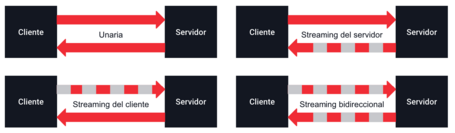 Cliente
Unaria
Servidor
Cliente
Streaming del servidor
Servidor
Cliente
Streaming del cliente
Servidor
Cliente
Streaming bidireccional
Servidor